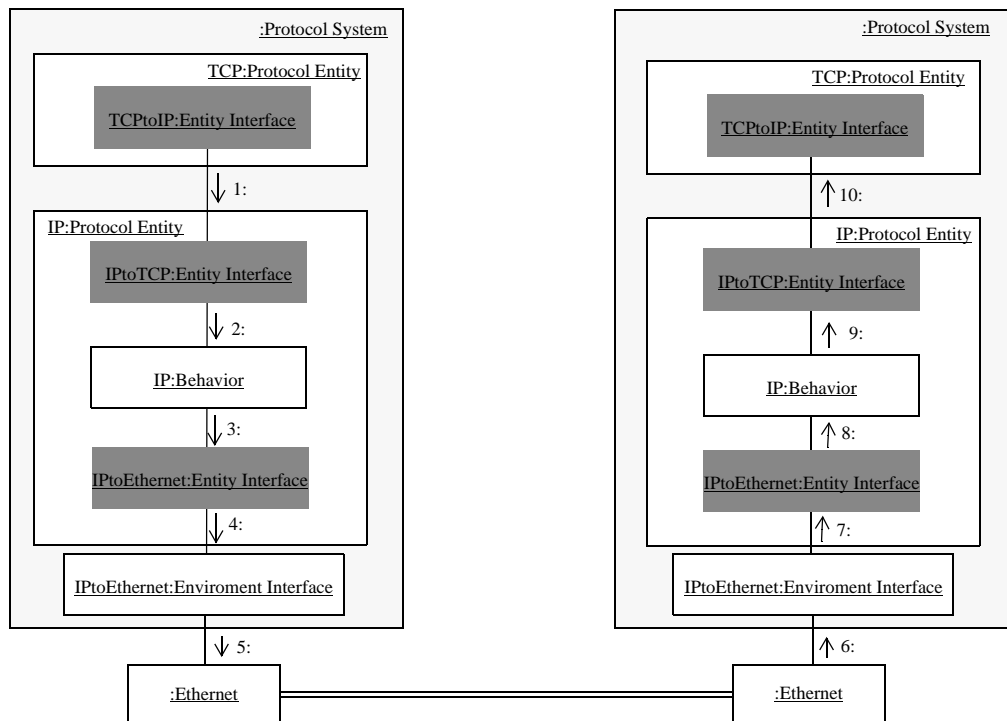 :Protocol System
TCP:Protocol Entity
TCPtoIP:Entity Interface
1:
IP:Protocol Entity
IPtoTCP:Entity Interface
2:
IP:Behavior
3:
IPtoEthernet:Entity Interface
4:
IPtoEthernet:Enviroment Interface
5:
:Ethernet
:Protocol System
TCP:Protocol Entity
TCPtoIP:Entity Interface
10:
IP:Protocol Entity
IPtoTCP:Entity Interface
9:
IP:Behavior
8:
IPtoEthernet:Entity Interface
7:
IPtoEthernet:Enviroment Interface
6:
:Ethernet